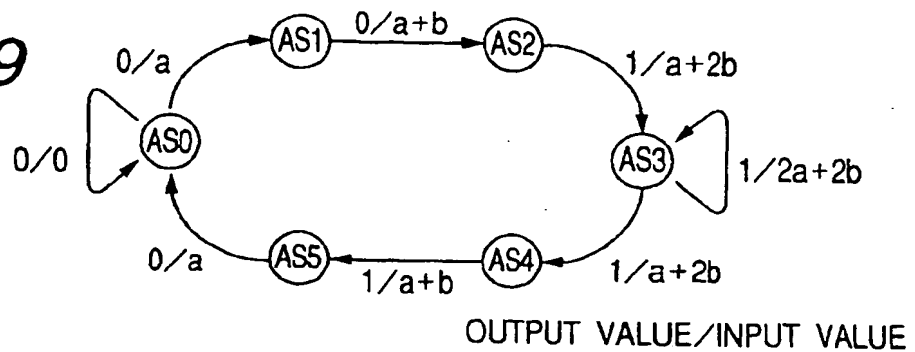 9
AS1
0/a+b
AS2
0/a
1/a+2b
AS0
0/0
AS3
1/2a+2b
0/a
AS5
1/a+b
AS4
1/a+2b
OUTPUT VALUE/INPUT VALUE